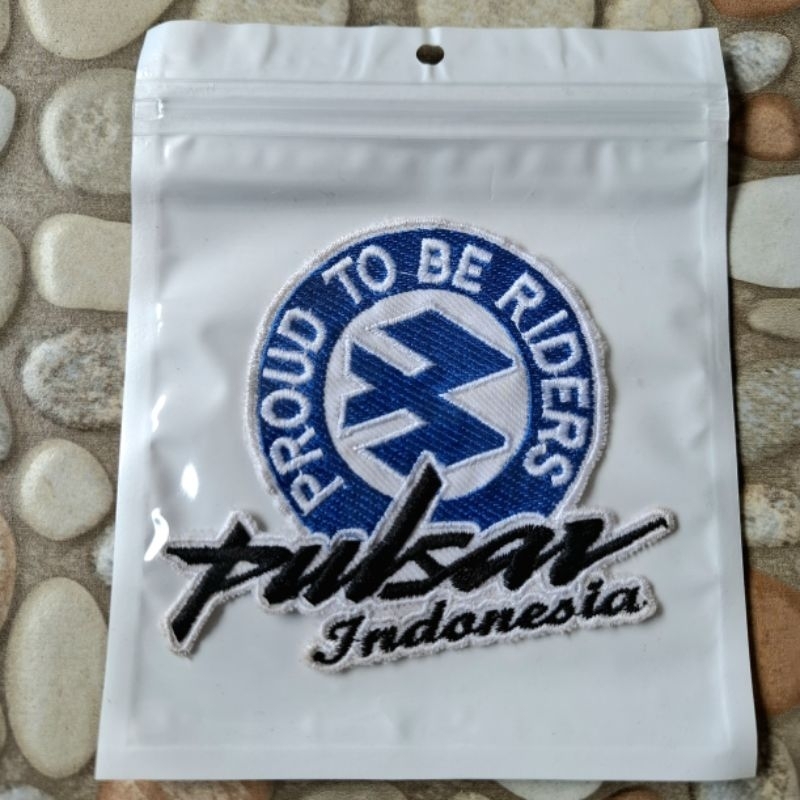 PROUD TO BE RIDERS
pulsar
Indonesia